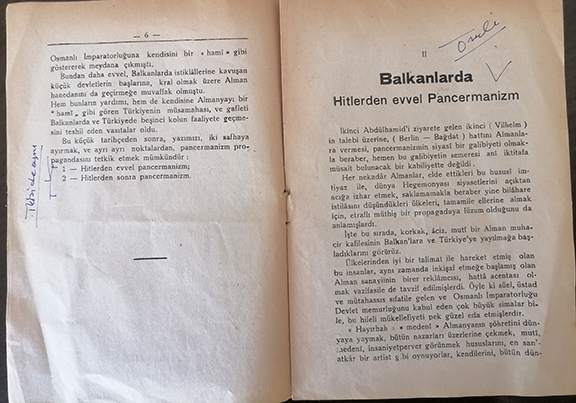 — 6 —
Osmanlı İmparatorluğuna kendisini bir «hami» gibi
göstererek meydana çıkmıştı.
Bundan daha evvel, Balkanlarda istiklâllerine kavuşan
küçük devletlerin başlarına, kral olmak üzere Alman
hanedanını da geçirmeğe muvaffak olmuştu.
Hem bunların yardımı, hem de kendisine Almanyayı bir
«hami» gibi gören Türkiyenin müsamahası, ve gafleti
Balkanlarda ve Türkiyede beşinci kolun faaliyete geçme-
sini teshil eden vasıtalar oldu.
Bu küçük tarihçeden sonra, yazımızı, iki safhaya
ayırmak, ve ayrı ayrı noktalardan, pancermanizm pro-
pagandasını tetkik etmek mümkündür:
1 — Hitlerden evvel pancermanizm;
2 — Hitlerden sonra pancermanizm.
II
Balkanlarda
Hitlerden evvel Pancermanizm
İkinci Abdülhamid'i ziyarete gelen ikinci (Vilhelm)
in talebi üzerine, (Berlin — Bağdat) hattını Almanla-
ra vermesi, pancermanizmin siyasî bir galibiyeti olmak-
la beraber, hemen bu galibiyetin semeresi ani iktitafa
müsait bulunacak bir kabiliyette değildi.
Her nekadar Almanlar, elde ettikleri bu hususî im-
tiyaz ile, dünya Hegemonyası siyasetlerini açıktan
açığa izhar etmek, saklamamakla beraber yine bilâhare
istilâsını düşündükleri ülkeleri, tamamile ellerine almak
için, etraflı müthiş bir propagandaya lüzum olduğunu da
anlamışlardı.
İşte bu sırada, korkak, âciz, mutî bir Alman muha-
cir kafilesinin Balkan'lara ve Türkiye'ye yayılmağa baş-
ladıklarını görürüz.
Ülkelerinden iyi bir talimat ile hareket etmiş olan
bu insanlar, aynı zamanda inkişaf etmeğe başlamış olan
Alman sanayiinin birer reklâmcısı, hattâ acentası ol-
mak vazifesile de tavzif edilmişlerdi. Öyle ki süel, üstad
ve mütahassıs sıfatile gelen ve Osmanlı İmparatorluğu
Devlet memurluğunu kabul eden çok büyük simalar bi-
le, bu hileli mükellefiyeti pek güzel eda etmişlerdir.
«Hayırhah» «medenî» Almanyanın şöhretini dün-
yaya yaymak, bütün nazarları üzerlerine çekmek, mutî,
medenî, insaniyetperver görünmek hususlarını, en san'-
atkâr bir artist gibi oynuyorlar, kendilerini, bütün dün-